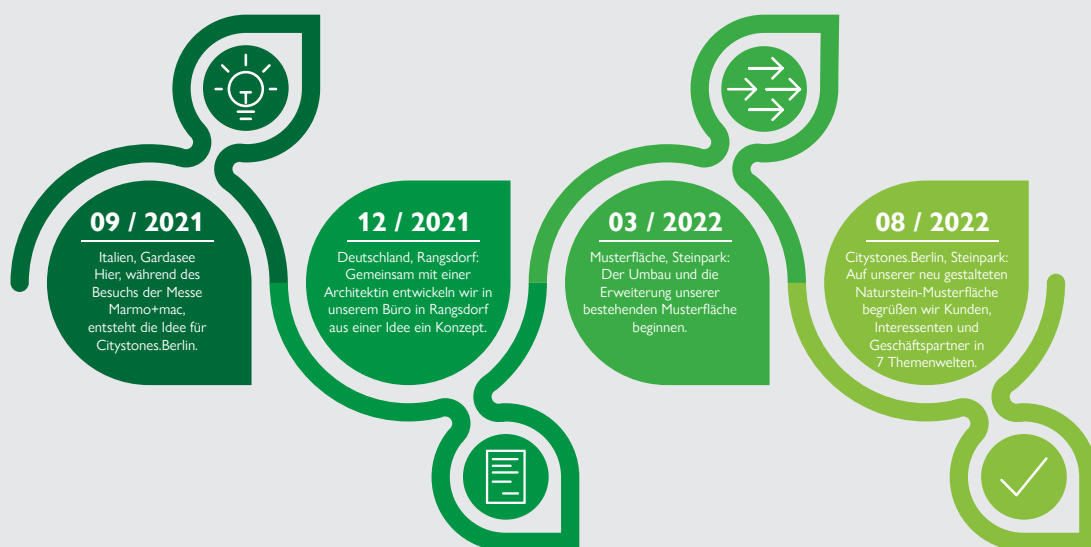 09 / 2021
Italien, Gardasee
Hier, während des
Besuchs der Messe
Marmo+mac,
entsteht die Idee für
Citystones.Berlin.
12 / 2021
Deutschland, Rangsdorf:
Gemeinsam mit einer
Architektin entwickeln wir in
unserem Büro in Rangsdorf
aus einer Idee ein Konzept.
03 / 2022
Musterfläche, Steinpark:
Der Umbau und die
Erweiterung unserer
bestehenden Musterfläche
beginnen.
08 / 2022
Citystones.Berlin, Steinpark:
Auf unserer neu gestalteten
Naturstein-Musterfläche
begrüßen wir Kunden,
Interessenten und
Geschäftspartner in
7 Themenwelten.